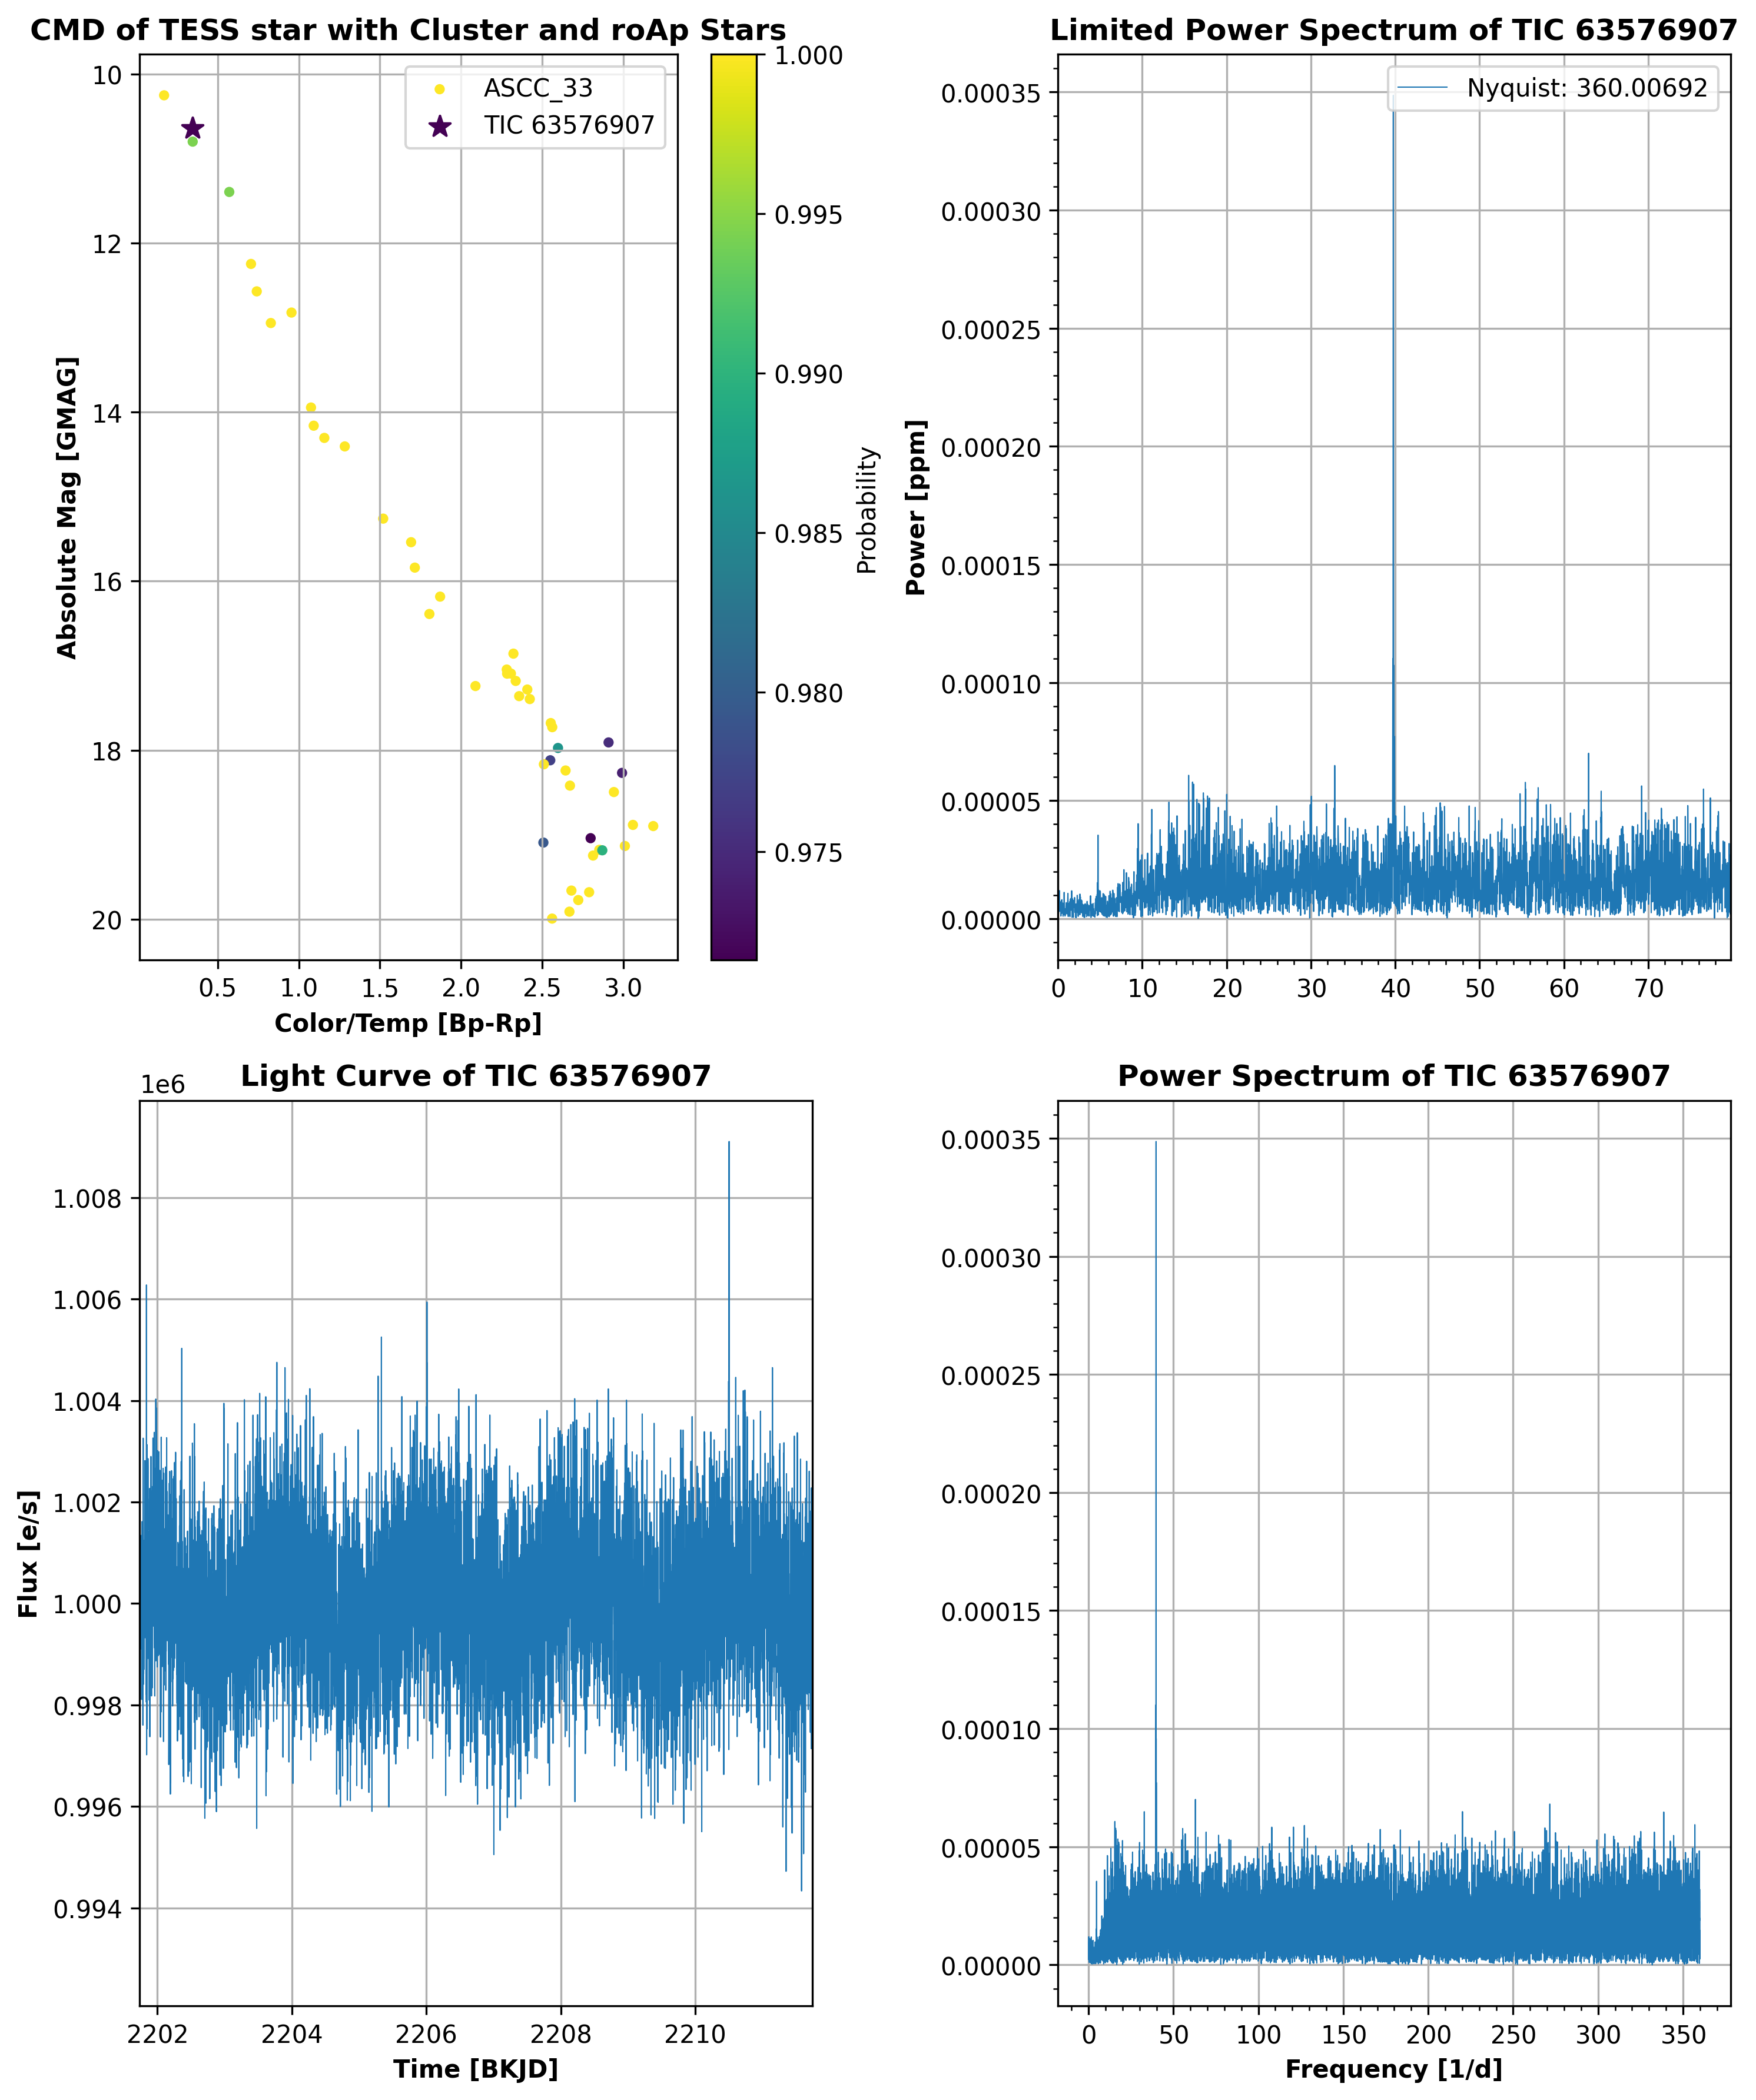 CMD of TESS star with Cluster and roAp Stars
10
12
14
16
18
20
Absolute Mag [GMAG]
0.5 1.0 1.5 2.0 2.5 3.0
Color/Temp [Bp-Rp]
ASCC_33
TIC 63576907
1.000
0.995
0.990
0.985
0.980
0.975
Probability
Limited Power Spectrum of TIC 63576907
Nyquist: 360.00692
0.00035
0.00030
0.00025
0.00020
0.00015
0.00010
0.00005
0.00000
Power [ppm]
0 10 20 30 40 50 60 70
Light Curve of TIC 63576907
1e6
1.008
1.006
1.004
1.002
1.000
0.998
0.996
0.994
Flux [e/s]
2202 2204 2206 2208 2210
Time [BKJD]
Power Spectrum of TIC 63576907
0.00035
0.00030
0.00025
0.00020
0.00015
0.00010
0.00005
0.00000
0 50 100 150 200 250 300 350
Frequency [1/d]